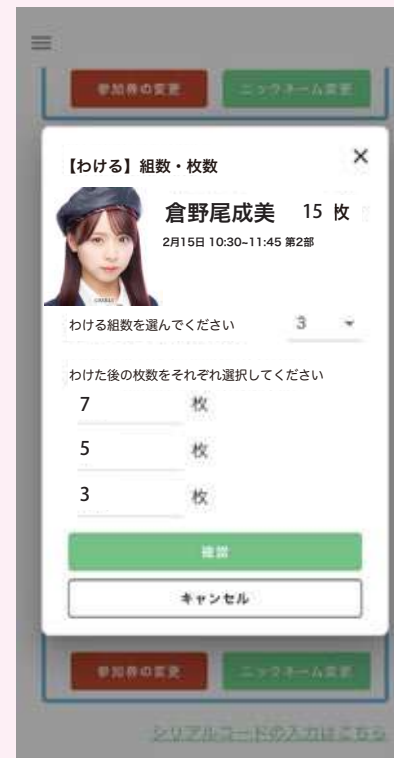 参加券の変更 ニックネーム変更
【わける】組数・枚数 ×
倉野尾成美 15 枚
2月15日 10:30~11:45 第2部
わける組数を選んでください 3
わけた後の枚数をそれぞれ選択してください
7 枚
5 枚
3 枚
確認
キャンセル
参加券の変更 ニックネーム変更
シリアルコードの入力はこちら